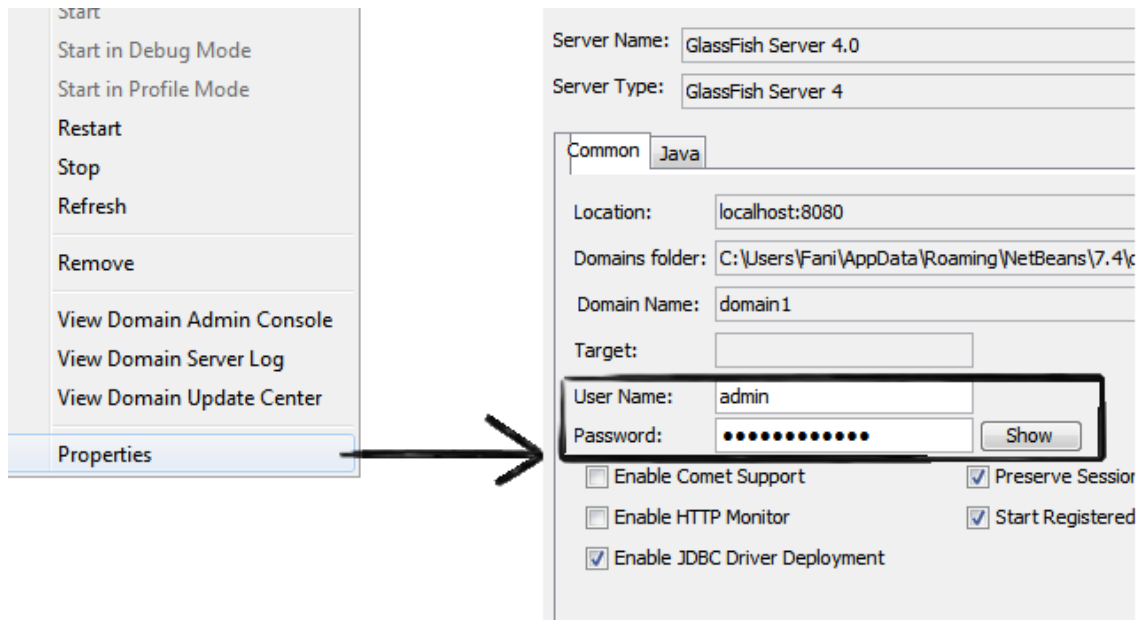 Start
Start in Debug Mode
Start in Profile Mode
Restart
Stop
Refresh
Remove
View Domain Admin Console
View Domain Server Log
View Domain Update Center
Properties
Server Name: GlassFish Server 4.0
Server Type: GlassFish Server 4
Common Java
Location: localhost:8080
Domains folder: C:\Users\Fani\AppData\Roaming\NetBeans\7.4\
Domain Name: domain1
Target:
User Name: admin
Password: ●●●●●●●●●●●● Show
Enable Comet Support Preserve Session
Enable HTTP Monitor Start Registered
Enable JDBC Driver Deployment